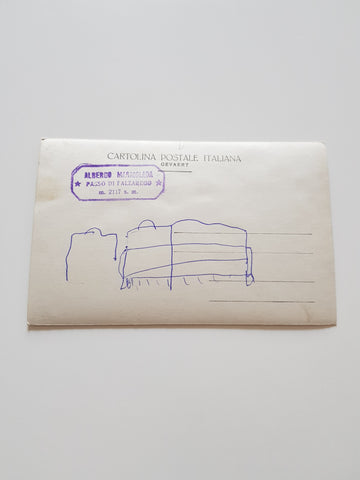 CARTOLINA POSTALE ITALIANA
GEVAERT
ALBERGO MARMOLADA
★ PASSO DI FALZAREGO ★
m. 2117 s. m.